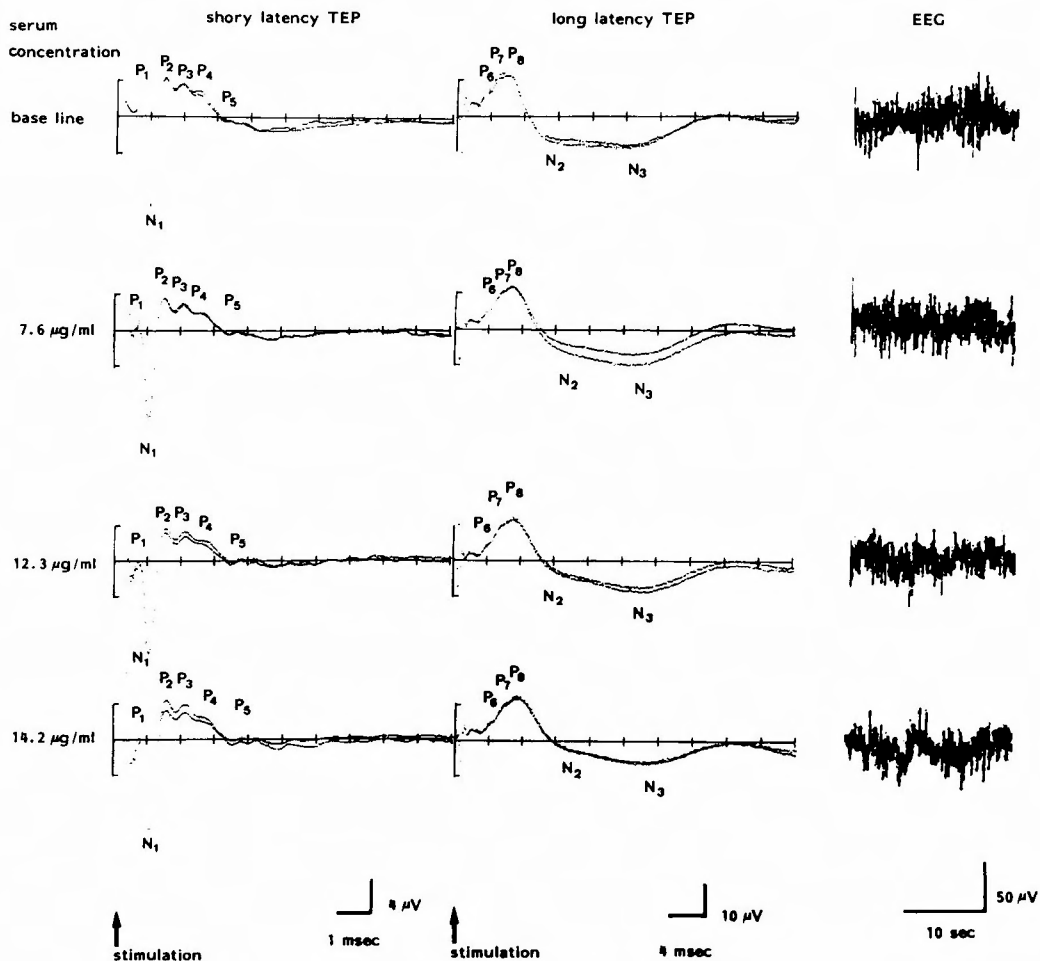 serum concentration
shory latency TEP
long latency TEP
EEG
base line
P1 P2 P3 P4 P5 N1
P6 P7 P8 N2 N3
7.6 μg/ml
P1 P2 P3 P4 P5 N1
P6 P7 P8 N2 N3
12.3 μg/ml
P1 P2 P3 P4 P5 N1
P6 P7 P8 N2 N3
14.2 μg/ml
P1 P2 P3 P4 P5 N1
P6 P7 P8 N2 N3
4 μV
1 msec
10 μV
4 msec
50 μV
10 sec
stimulation
stimulation